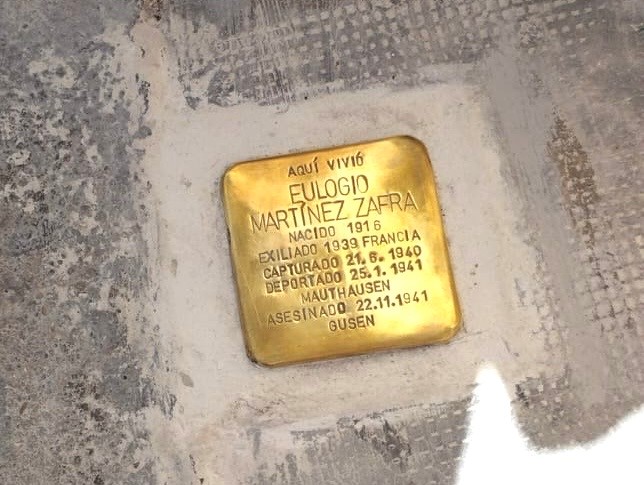 AQUÍ VIVIÓ
EULOGIO
MARTÍNEZ ZAFRA
NACIDO 1916
EXILIADO 1939 FRANCIA
CAPTURADO 21.6.1940
DEPORTADO 25.1.1941
MAUTHAUSEN
ASESINADO 22.11.1941
GUSEN